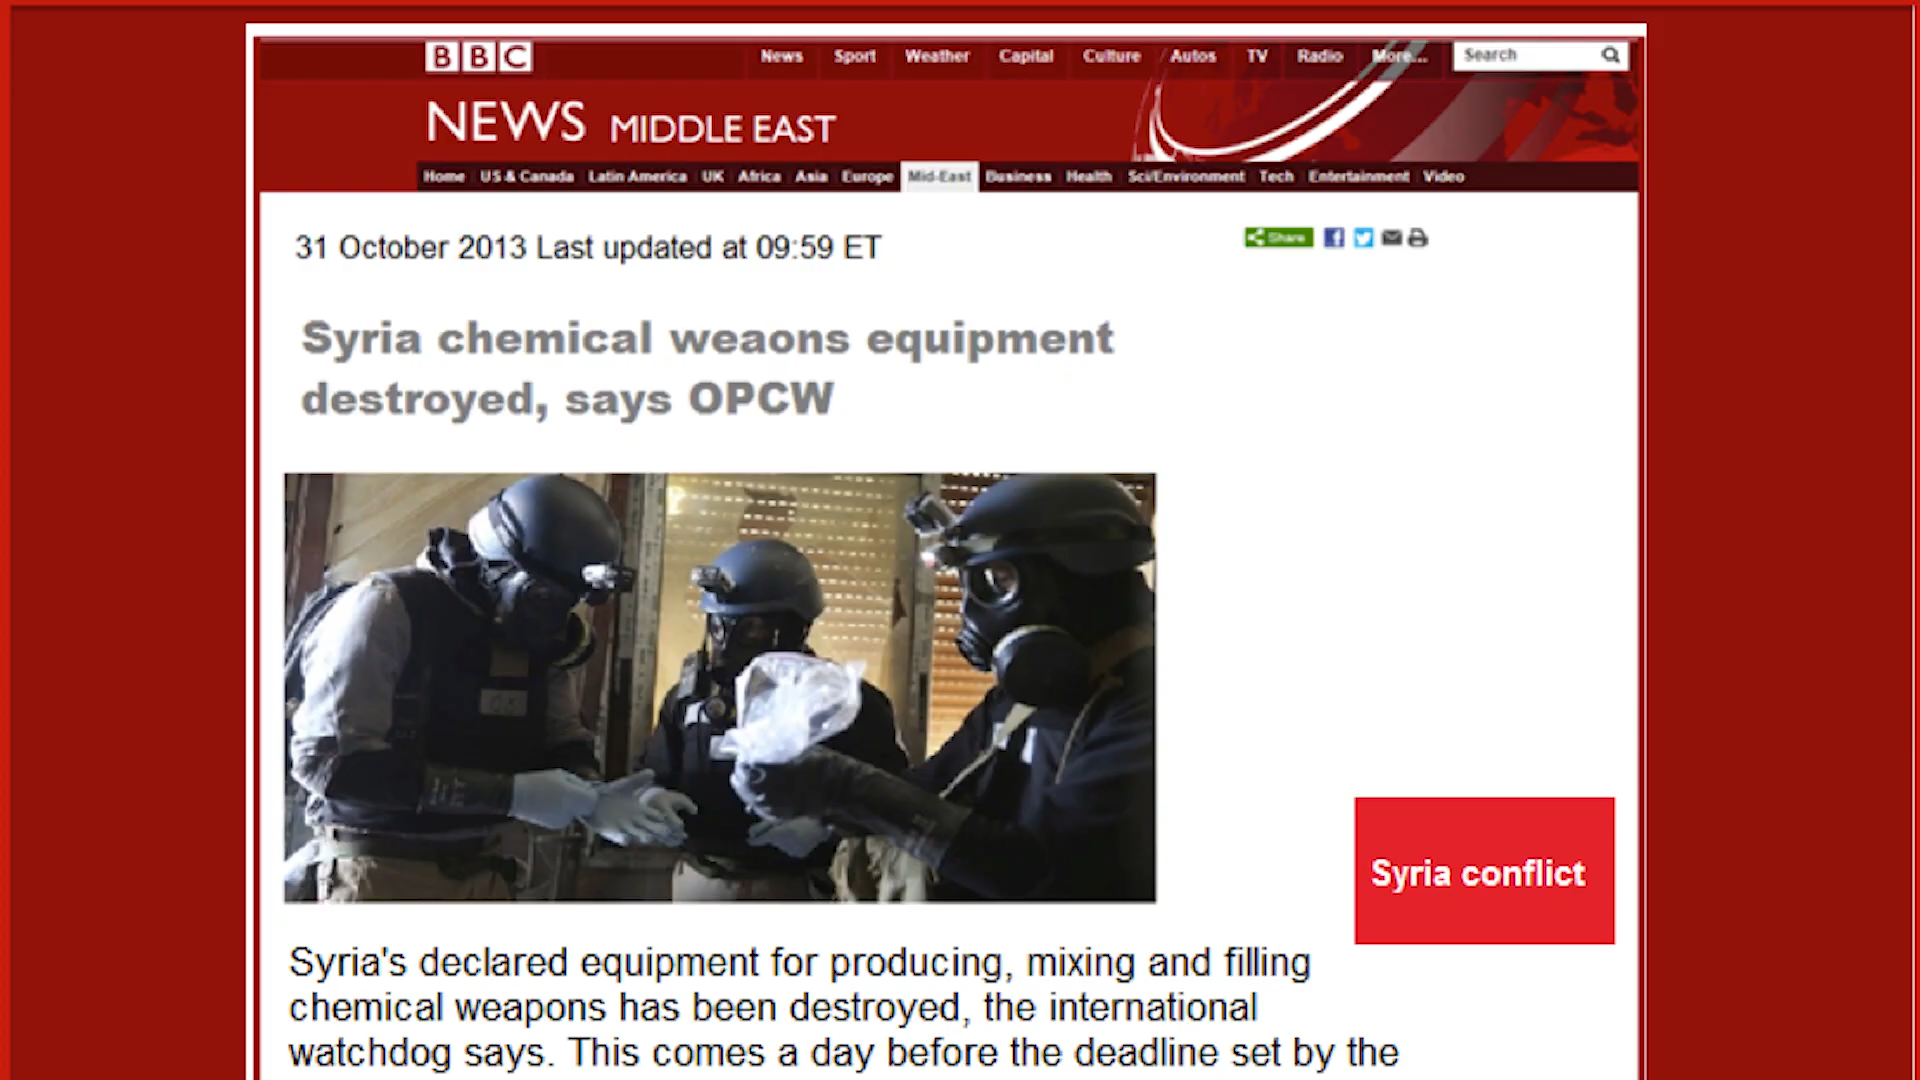 BBC
News Sport Weather Capital Culture Autos TV Radio More... Search
NEWS MIDDLE EAST
Home US & Canada Latin America UK Africa Asia Europe Mid-East Business Health Sci/Environment Tech Entertainment Video
31 October 2013 Last updated at 09:59 ET
Share
Syria chemical weaons equipment
destroyed, says OPCW
Syria conflict
Syria's declared equipment for producing, mixing and filling
chemical weapons has been destroyed, the international
watchdog says. This comes a day before the deadline set by the